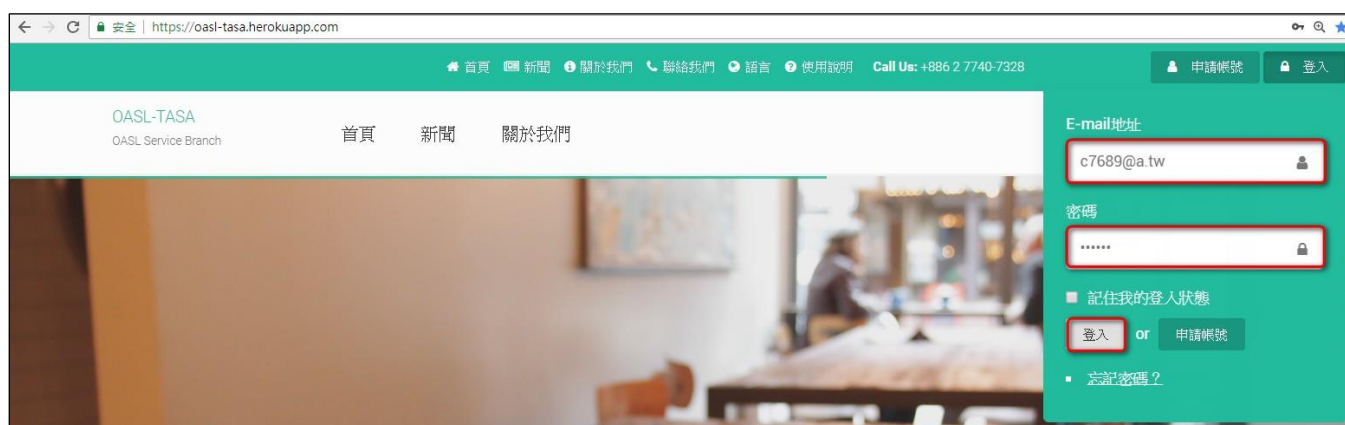 安全 | https://oasl-tasa.herokuapp.com
首頁 新聞 關於我們 聯絡我們 語言 使用說明 Call Us: +886 2 7740-7328 申請帳號 登入
OASL-TASA
OASL Service Branch
首頁 新聞 關於我們
E-mail地址
c7689@a.tw
密碼
······
記住我的登入狀態
登入 or 申請帳號
忘記密碼？